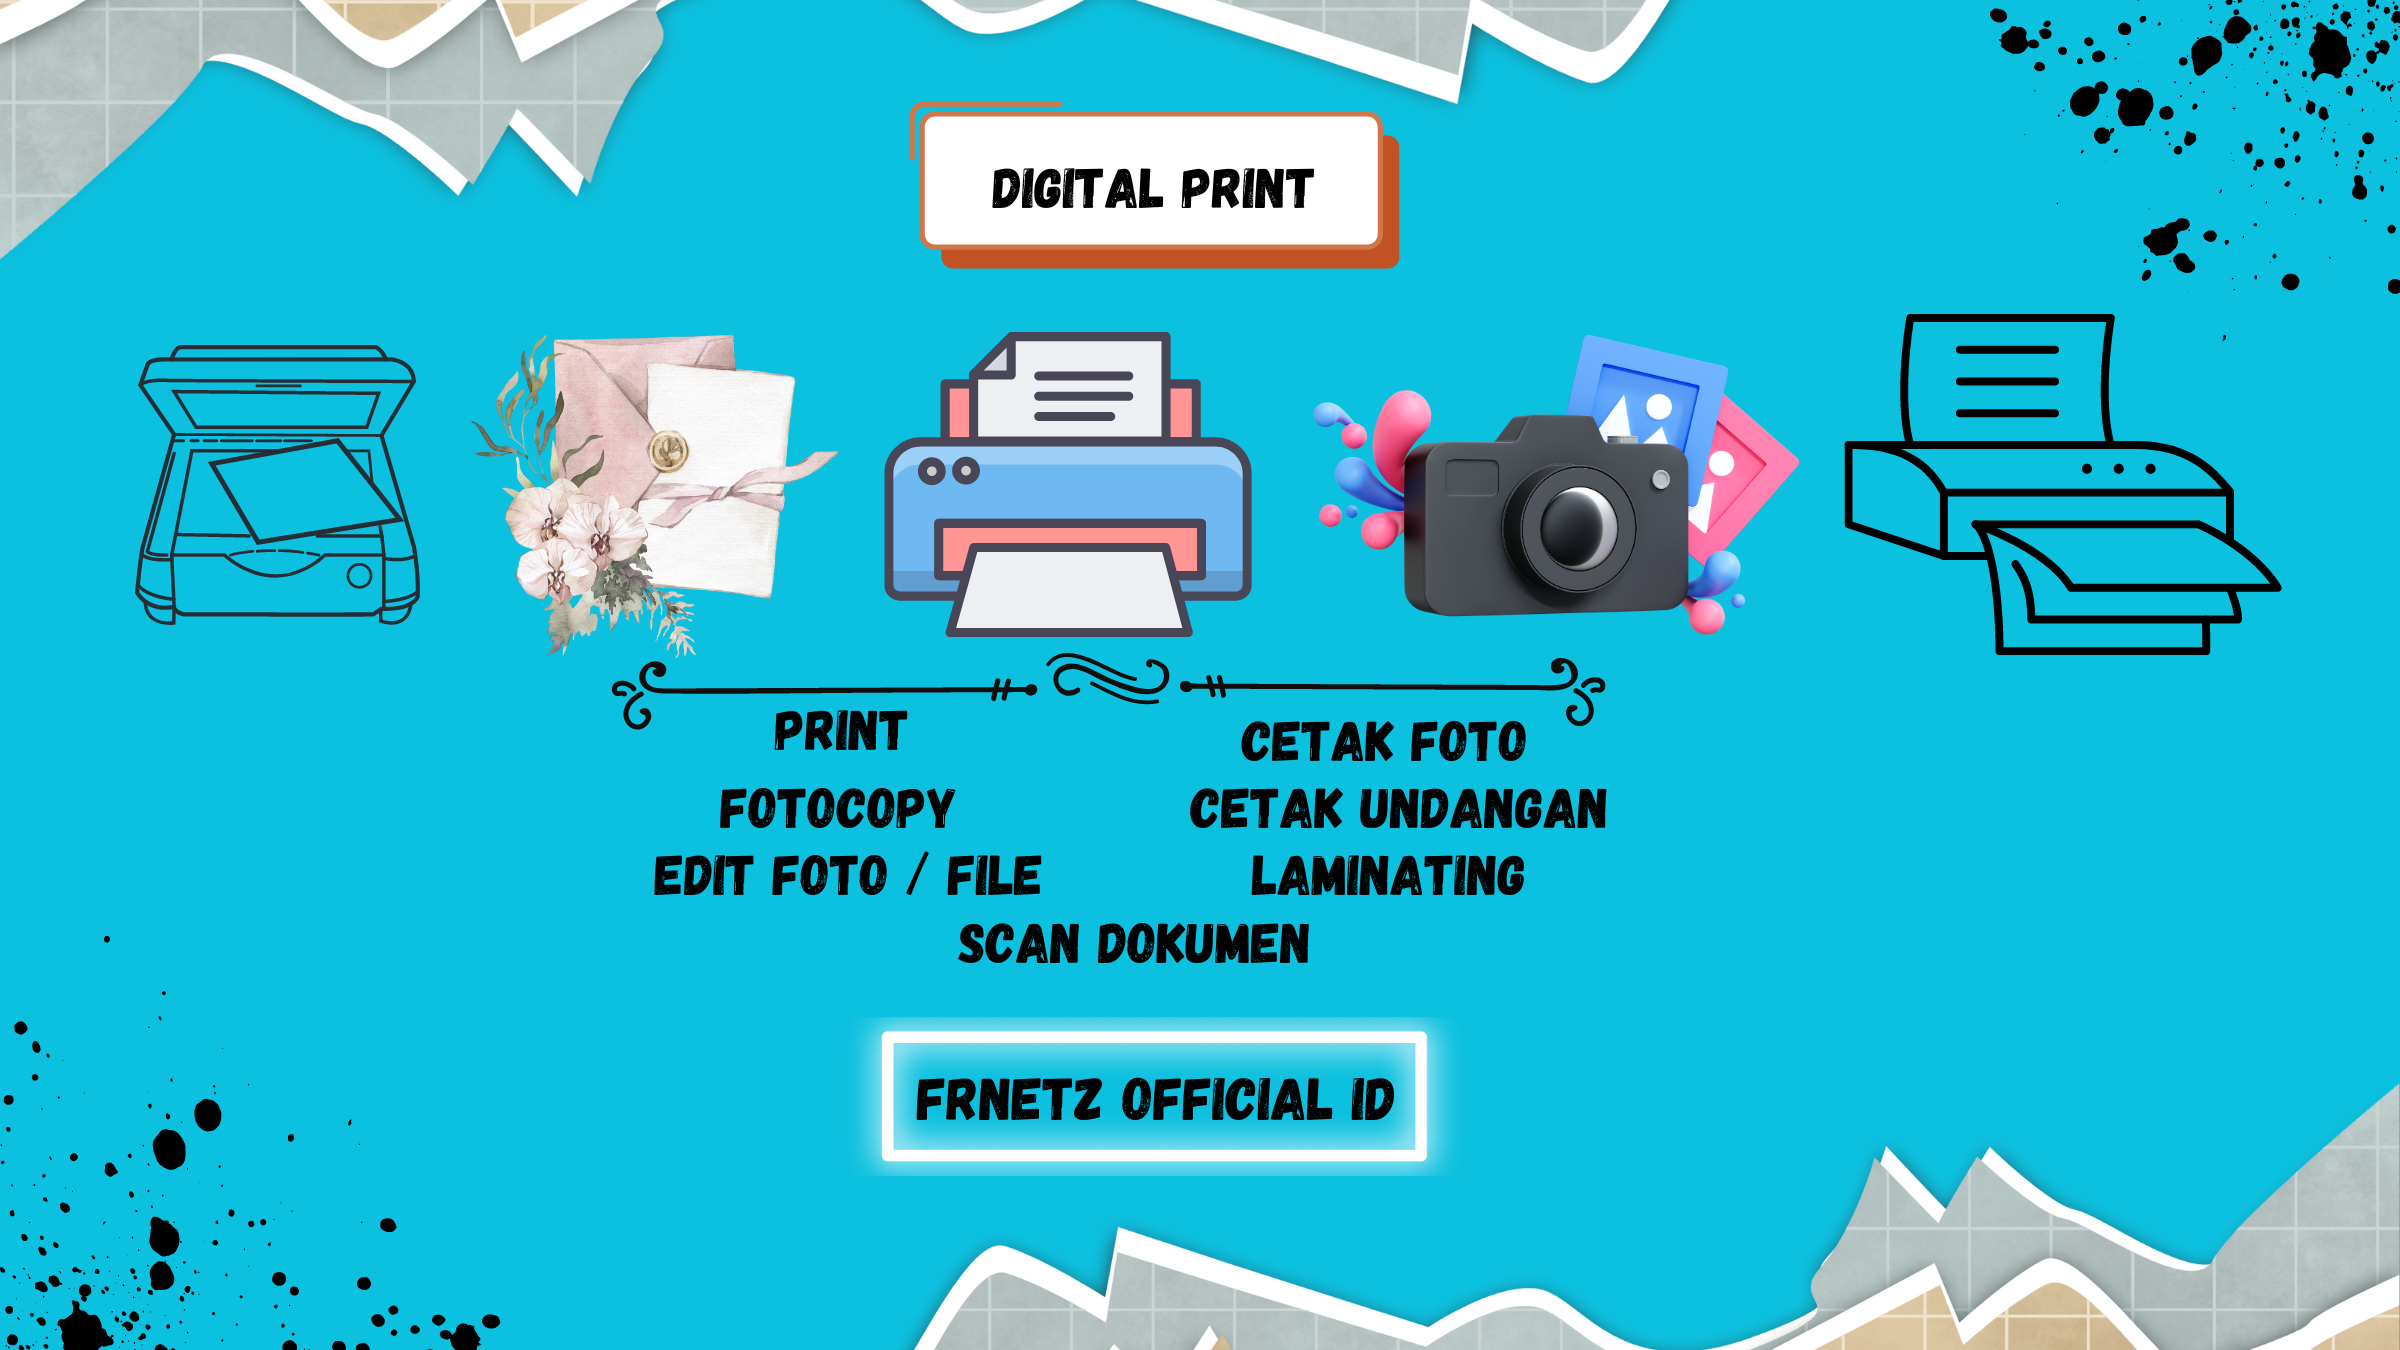 DIGITAL PRINT
PRINT
FOTOCOPY
EDIT FOTO / FILE
CETAK FOTO
CETAK UNDANGAN
LAMINATING
SCAN DOKUMEN
FRNETZ OFFICIAL ID